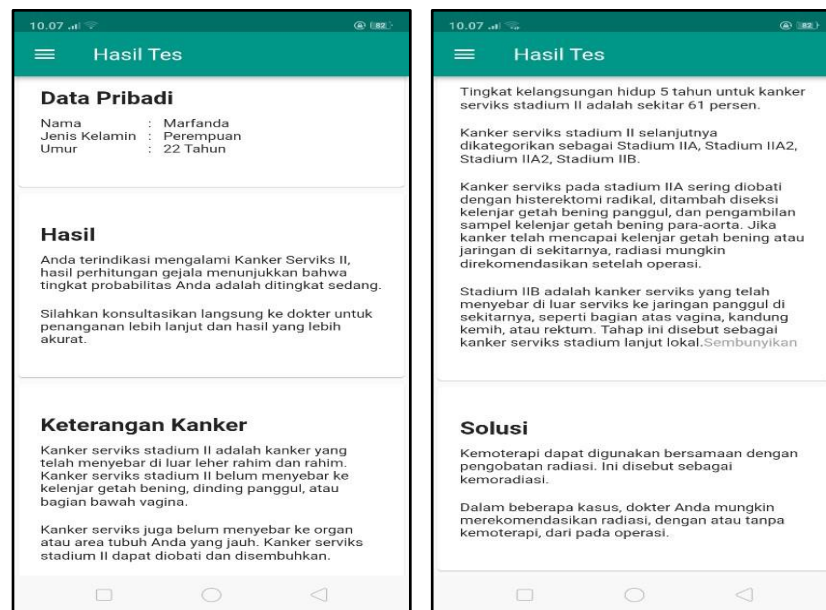 10.07
82
Hasil Tes
Data Pribadi
Nama : Marfanda
Jenis Kelamin : Perempuan
Umur : 22 Tahun
Hasil
Anda terindikasi mengalami Kanker Serviks II,
hasil perhitungan gejala menunjukkan bahwa
tingkat probabilitas Anda adalah ditingkat sedang.
Silahkan konsultasikan langsung ke dokter untuk
penanganan lebih lanjut dan hasil yang lebih
akurat.
Keterangan Kanker
Kanker serviks stadium II adalah kanker yang
telah menyebar di luar leher rahim dan rahim.
Kanker serviks stadium II belum menyebar ke
kelenjar getah bening, dinding panggul, atau
bagian bawah vagina.
Kanker serviks juga belum menyebar ke organ
atau area tubuh Anda yang jauh. Kanker serviks
stadium II dapat diobati dan disembuhkan.
10.07
82
Hasil Tes
Tingkat kelangsungan hidup 5 tahun untuk kanker
serviks stadium II adalah sekitar 61 persen.
Kanker serviks stadium II selanjutnya
dikategorikan sebagai Stadium IIA, Stadium IIA2,
Stadium IIA2, Stadium IIB.
Kanker serviks pada stadium IIA sering diobati
dengan histerektomi radikal, ditambah diseksi
kelenjar getah bening panggul, dan pengambilan
sampel kelenjar getah bening para-aorta. Jika
kanker telah mencapai kelenjar getah bening atau
jaringan di sekitarnya, radiasi mungkin
direkomendasikan setelah operasi.
Stadium IIB adalah kanker serviks yang telah
menyebar di luar serviks ke jaringan panggul di
sekitarnya, seperti bagian atas vagina, kandung
kemih, atau rektum. Tahap ini disebut sebagai
kanker serviks stadium lanjut lokal.Sembunyikan
Solusi
Kemoterapi dapat digunakan bersamaan dengan
pengobatan radiasi. Ini disebut sebagai
kemoradiasi.
Dalam beberapa kasus, dokter Anda mungkin
merekomendasikan radiasi, dengan atau tanpa
kemoterapi, dari pada operasi.